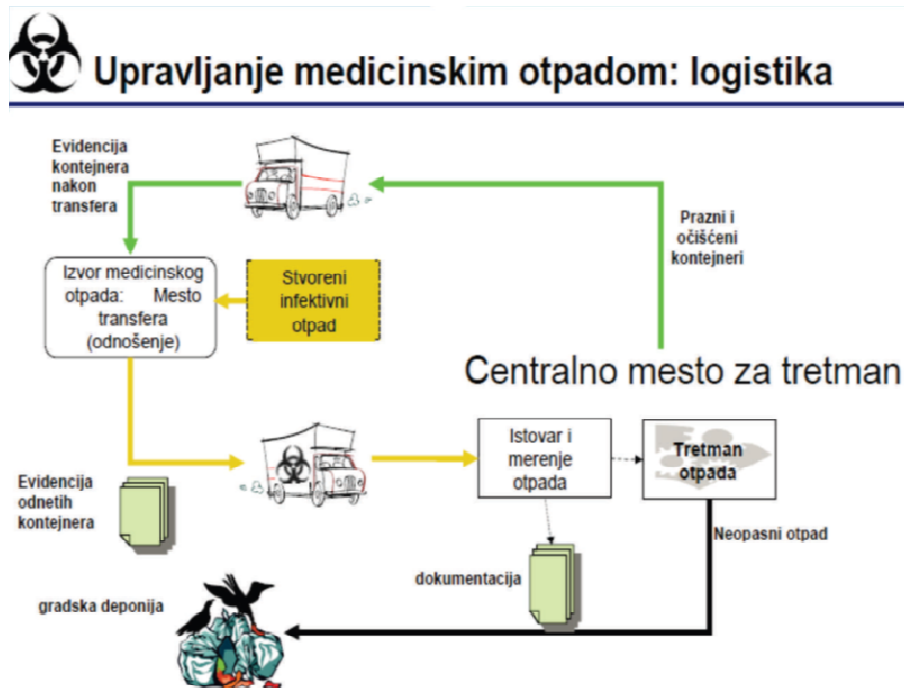 Upravljanje medicinskim otpadom: logistika
Evidencija
kontejnera
nakon
transfera
Prazni i
očišćeni
kontejneri
Izvor medicinskog
otpada: Mesto
transfera
(odnošenje)
Stvoreni
infektivni
otpad
Centralno mesto za tretman
Istovar i
merenje
otpada
Tretman
otpada
Evidencija
odnetih
kontejnera
Neopasni otpad
dokumentacija
gradska deponija